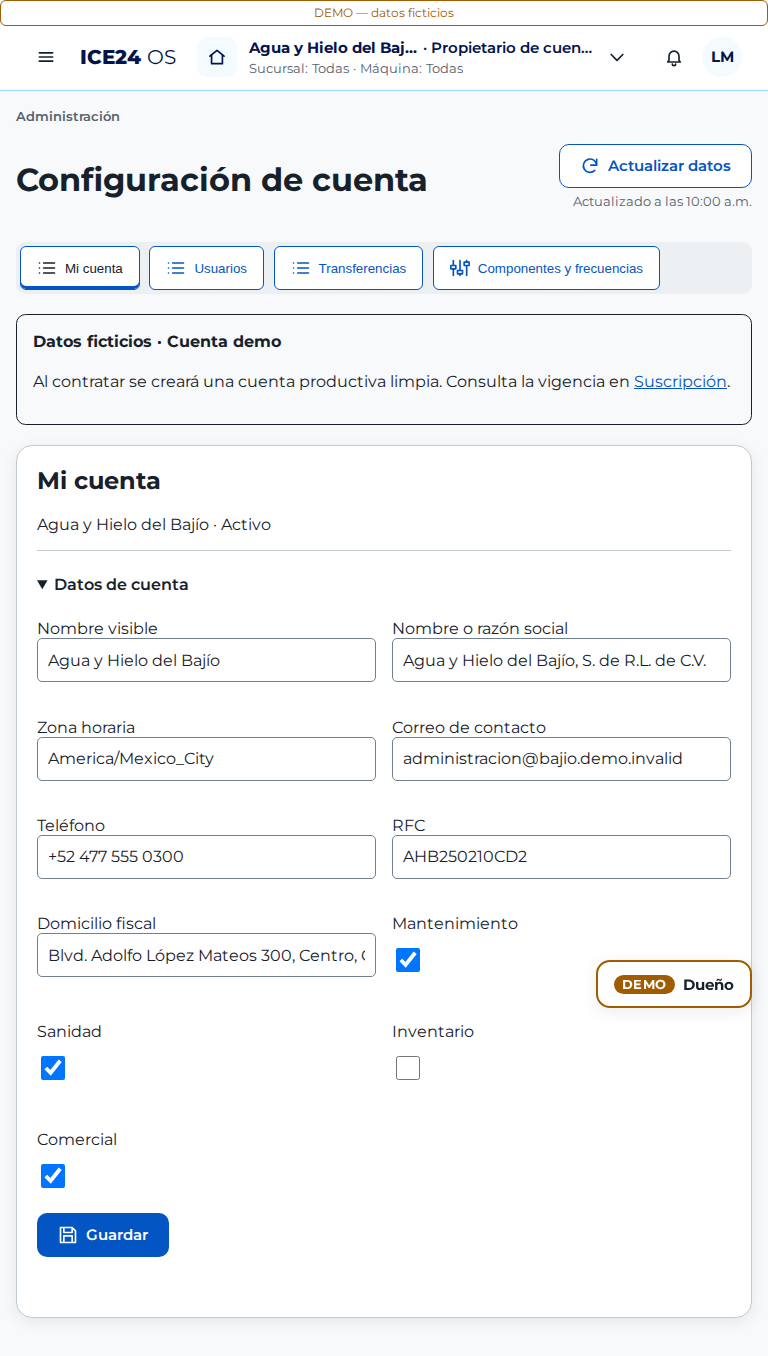 DEMO — datos ficticios
ICE24 OS
Agua y Hielo del Baj... · Propietario de cuen...
Sucursal: Todas · Máquina: Todas
LM
Administración
Configuración de cuenta
Actualizar datos
Actualizado a las 10:00 a.m.
Mi cuenta
Usuarios
Transferencias
Componentes y frecuencias
Datos ficticios · Cuenta demo
Al contratar se creará una cuenta productiva limpia. Consulta la vigencia en Suscripción.
Mi cuenta
Agua y Hielo del Bajío · Activo
Datos de cuenta
Nombre visible
Agua y Hielo del Bajío
Nombre o razón social
Agua y Hielo del Bajío, S. de R.L. de C.V.
Zona horaria
America/Mexico_City
Correo de contacto
administracion@bajio.demo.invalid
Teléfono
+52 477 555 0300
RFC
AHB250210CD2
Domicilio fiscal
Blvd. Adolfo López Mateos 300, Centro,
Mantenimiento
DEMO Dueño
Sanidad
Inventario
Comercial
Guardar